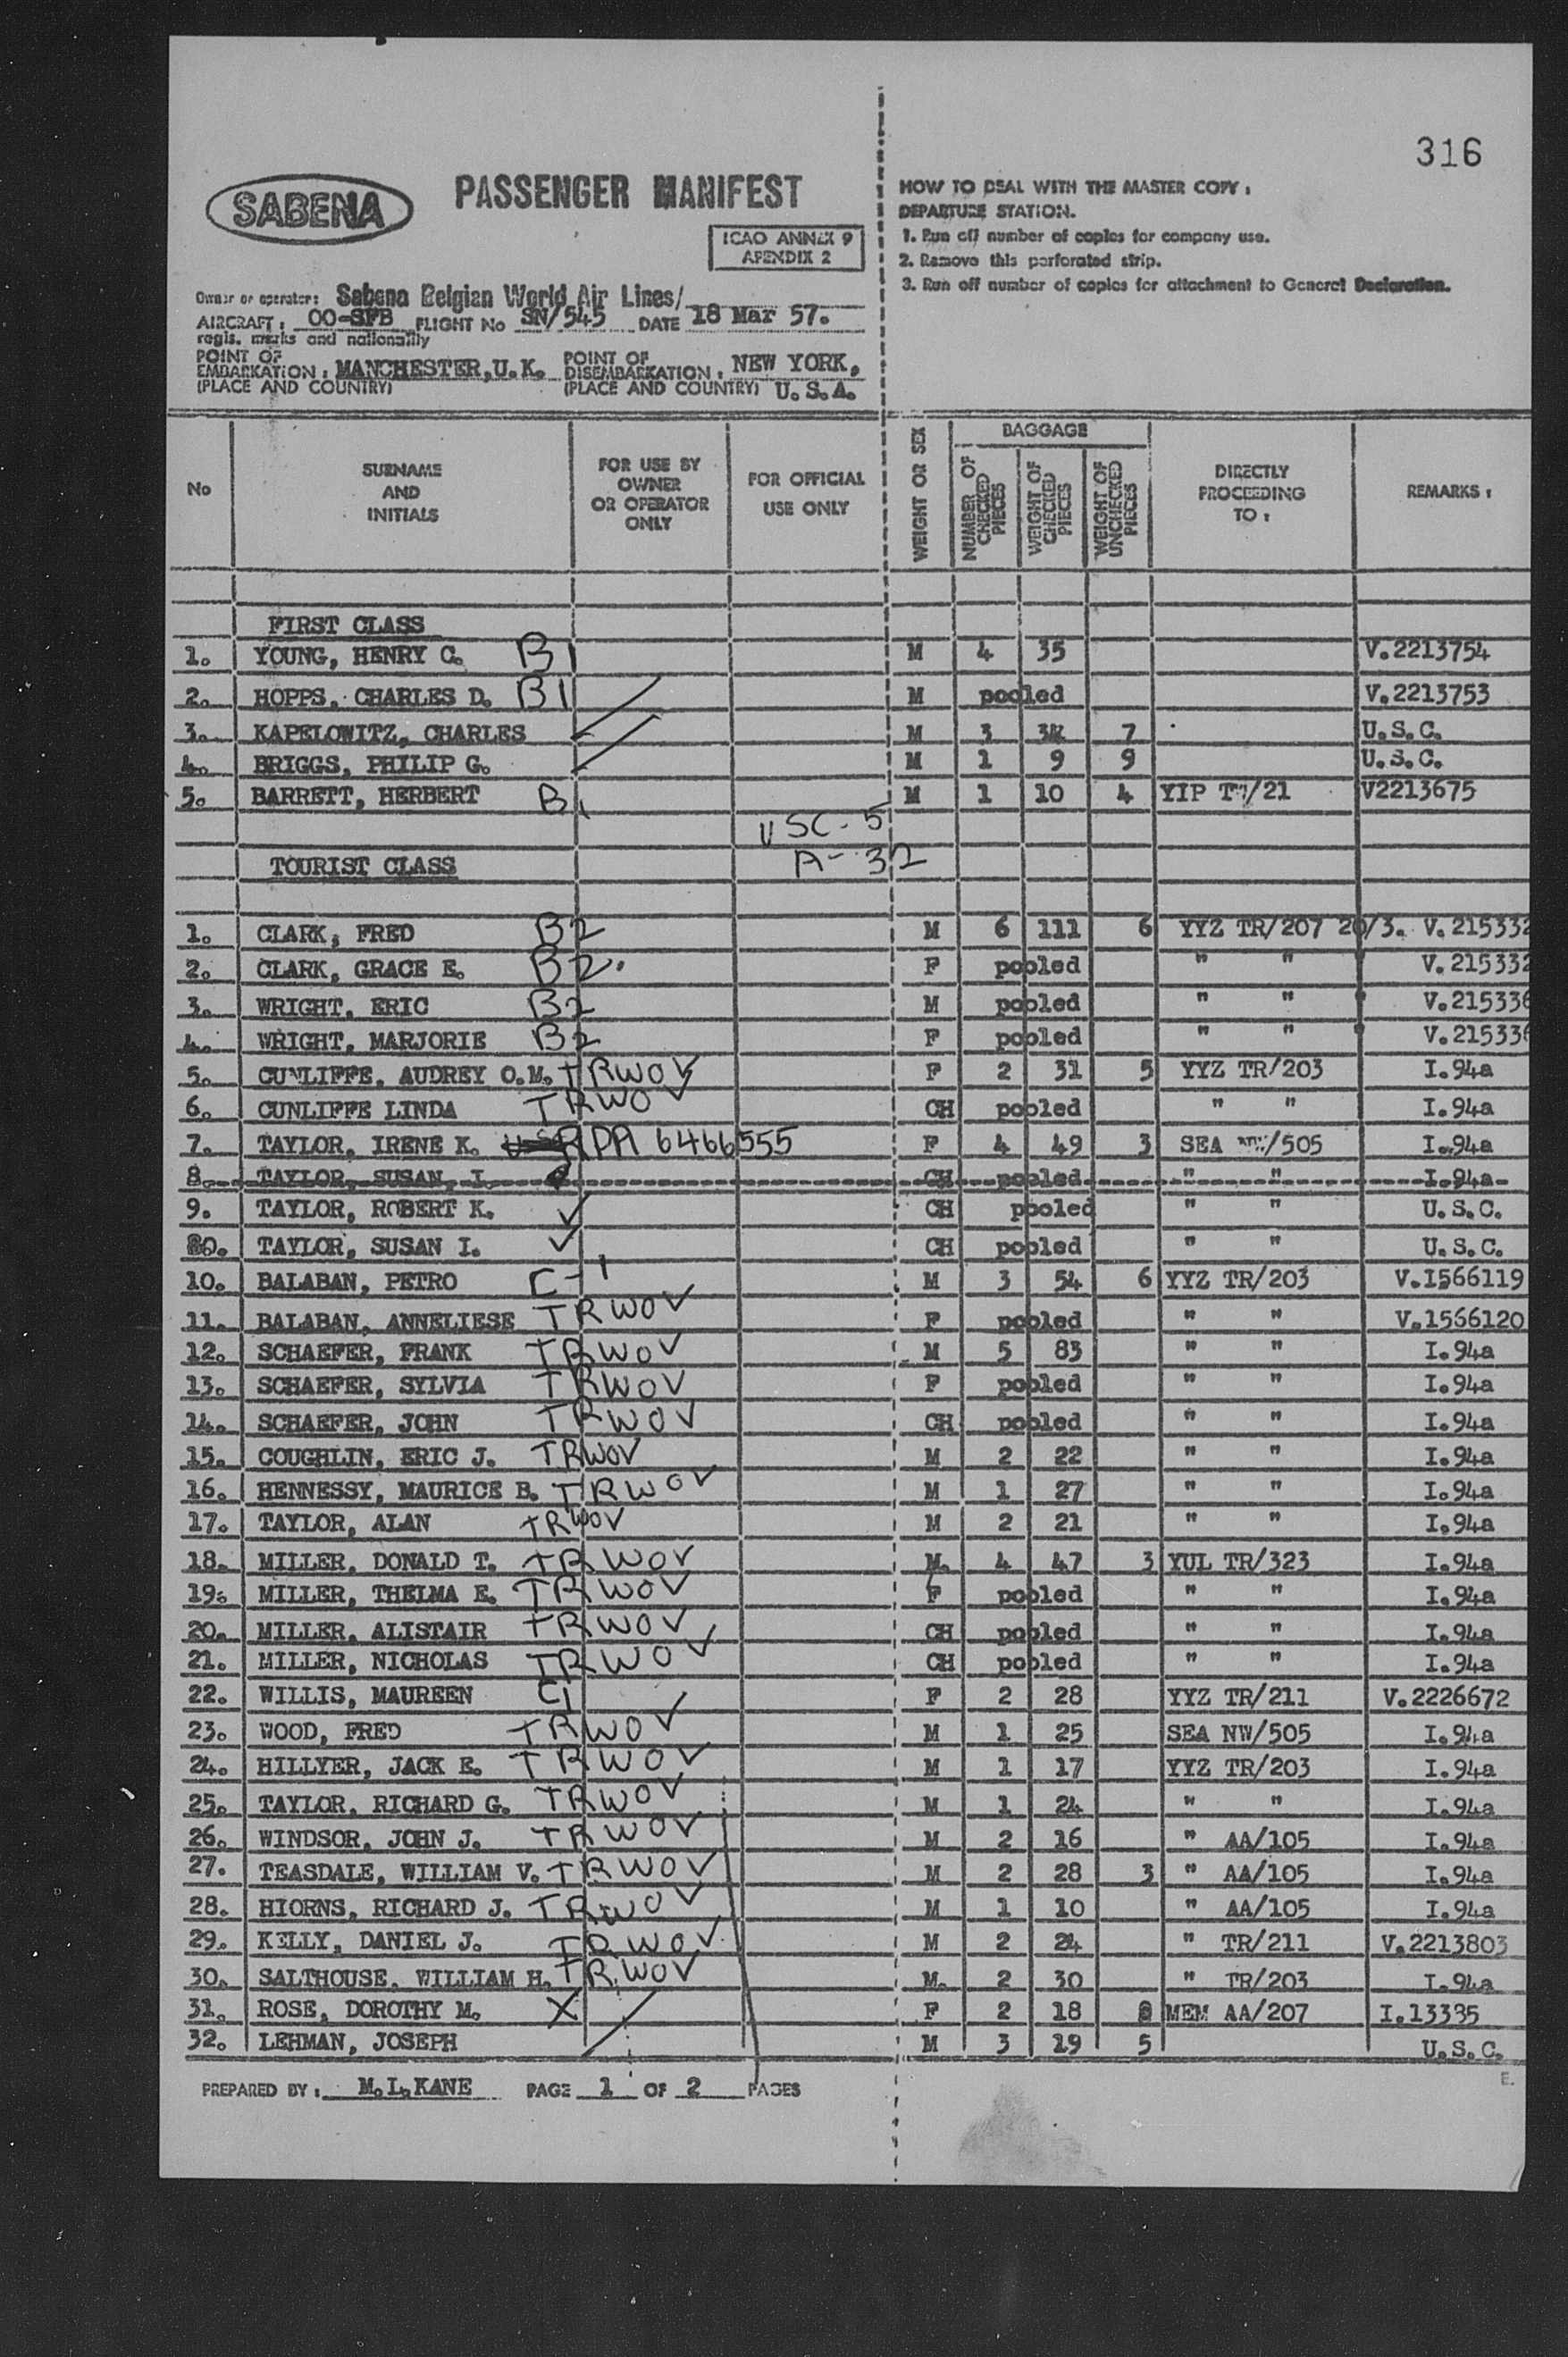 316
SABENA
PASSENGER MANIFEST
ICAO ANNEX 9
APENDIX 2
HOW TO DEAL WITH THE MASTER COPY :
DEPARTURE STATION.
1. Run off number of copies for company use.
2. Remove this perforated strip.
3. Run off number of copies for attachment to General Declaration.
Owner or operator: Sabena Belgian World Air Lines/
AIRCRAFT : OO-SFB FLIGHT No SN/545 DATE 18 Mar 57.
regis. marks and nationality
POINT OF EMBARKATION : MANCHESTER,U.K. (PLACE AND COUNTRY)
POINT OF DISEMBARKATION : NEW YORK, U.S.A. (PLACE AND COUNTRY)
No
SURNAME AND INITIALS
FOR USE BY OWNER OR OPERATOR ONLY
FOR OFFICIAL USE ONLY
WEIGHT OR SEX
BAGGAGE
NUMBER OF CHECKED PIECES
WEIGHT OF CHECKED PIECES
WEIGHT OF UNCHECKED PIECES
DIRECTLY PROCEEDING TO :
REMARKS :
FIRST CLASS
1. YOUNG, HENRY C. B1 M 4 35 V.2213754
2. HOPPS, CHARLES D. B1 M pooled V.2213753
3. KAPELOWITZ, CHARLES M 3 7 U.S.C.
4. BRIGGS, PHILIP G. M 1 9 9 U.S.C.
5. BARRETT, HERBERT B1 M 1 10 4 YIP /21 V2213675
USC-5
A-32
TOURIST CLASS
1. CLARK, FRED B2 M 6 111 6 YYZ TR/207 20/3. V.215332
2. CLARK, GRACE E. B2. F pooled " " " V.215332
3. WRIGHT, ERIC B2 M pooled " " " V.215336
4. WRIGHT, MARJORIE B2 F pooled " " " V.215336
5. CUNLIFFE, AUDREY O.M. TRWOV F 2 31 5 YYZ TR/203 I.94a
6. CUNLIFFE LINDA TRWOV CH pooled " " I.94a
7. TAYLOR, IRENE K. RPA 6466555 F 4 49 3 SEA NW/505 I.94a
8. TAYLOR, SUSAN, I. CH pooled " " I.94a
9. TAYLOR, ROBERT K. ✓ CH pooled " " U.S.C.
TAYLOR, SUSAN I. ✓ CH pooled " " U.S.C.
10. BALABAN, PETRO C-1 M 3 54 6 YYZ TR/203 V.1566119
11. BALABAN, ANNELIESE TRWOV F pooled " " V.1566120
12. SCHAEFER, FRANK TRWOV M 5 83 " " I.94a
13. SCHAEFER, SYLVIA TRWOV F pooled " " I.94a
14. SCHAEFER, JOHN TRWOV CH pooled " " I.94a
15. COUGHLIN, ERIC J. TRWOV M 2 22 " " I.94a
16. HENNESSY, MAURICE B. TRWOV M 1 27 " " I.94a
17. TAYLOR, ALAN TRWOV M 2 21 " " I.94a
18. MILLER, DONALD T. TRWOV M. 4 47 3 YUL TR/323 I.94a
19. MILLER, THELMA E. TRWOV F pooled " " I.94a
20. MILLER, ALISTAIR TRWOV CH pooled " " I.94a
21. MILLER, NICHOLAS TRWOV CH pooled " " I.94a
22. WILLIS, MAUREEN C1 F 2 28 YYZ TR/211 V.2226672
23. WOOD, FRED TRWOV M 1 25 SEA NW/505 I.94a
24. HILLYER, JACK E. TRWOV M 1 17 YYZ TR/203 I.94a
25. TAYLOR, RICHARD G. TRWOV M 1 24 " " I.94a
26. WINDSOR, JOHN J. TRWOV M 2 16 " AA/105 I.94a
27. TEASDALE, WILLIAM V. TRWOV M 2 28 3 " AA/105 I.94a
28. HIORNS, RICHARD J. TRWOV M 1 10 " AA/105 I.94a
29. KELLY, DANIEL J. TRWOV M 2 24 " TR/211 V.2213803
30. SALTHOUSE, WILLIAM H. TRWOV M. 2 30 " TR/203 I.94a
31. ROSE, DOROTHY M. X F 2 18 8 MEM AA/207 I.13335
32. LEHMAN, JOSEPH M 3 19 5 U.S.C.
PREPARED BY : M.L.KANE PAGE 1 OF 2 PAGES
E.